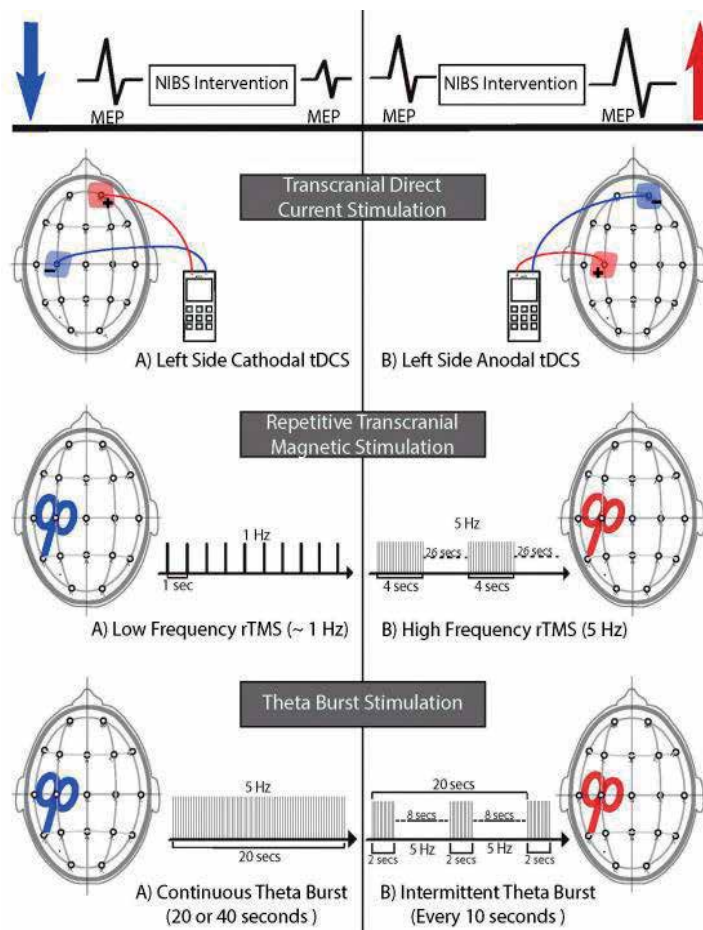 NIBS Intervention
MEP
MEP
NIBS Intervention
MEP
MEP
Transcranial Direct
Current Stimulation
+
-
-
+
A) Left Side Cathodal tDCS
B) Left Side Anodal tDCS
Repetitive Transcranial
Magnetic Stimulation
1 Hz
1 sec
5 Hz
26 secs
26 secs
4 secs
4 secs
A) Low Frequency rTMS (~ 1 Hz)
B) High Frequency rTMS (5 Hz)
Theta Burst Stimulation
5 Hz
20 secs
20 secs
8 secs
8 secs
2 secs
5 Hz
2 secs
5 Hz
2 secs
A) Continuous Theta Burst
(20 or 40 seconds )
B) Intermittent Theta Burst
(Every 10 seconds )